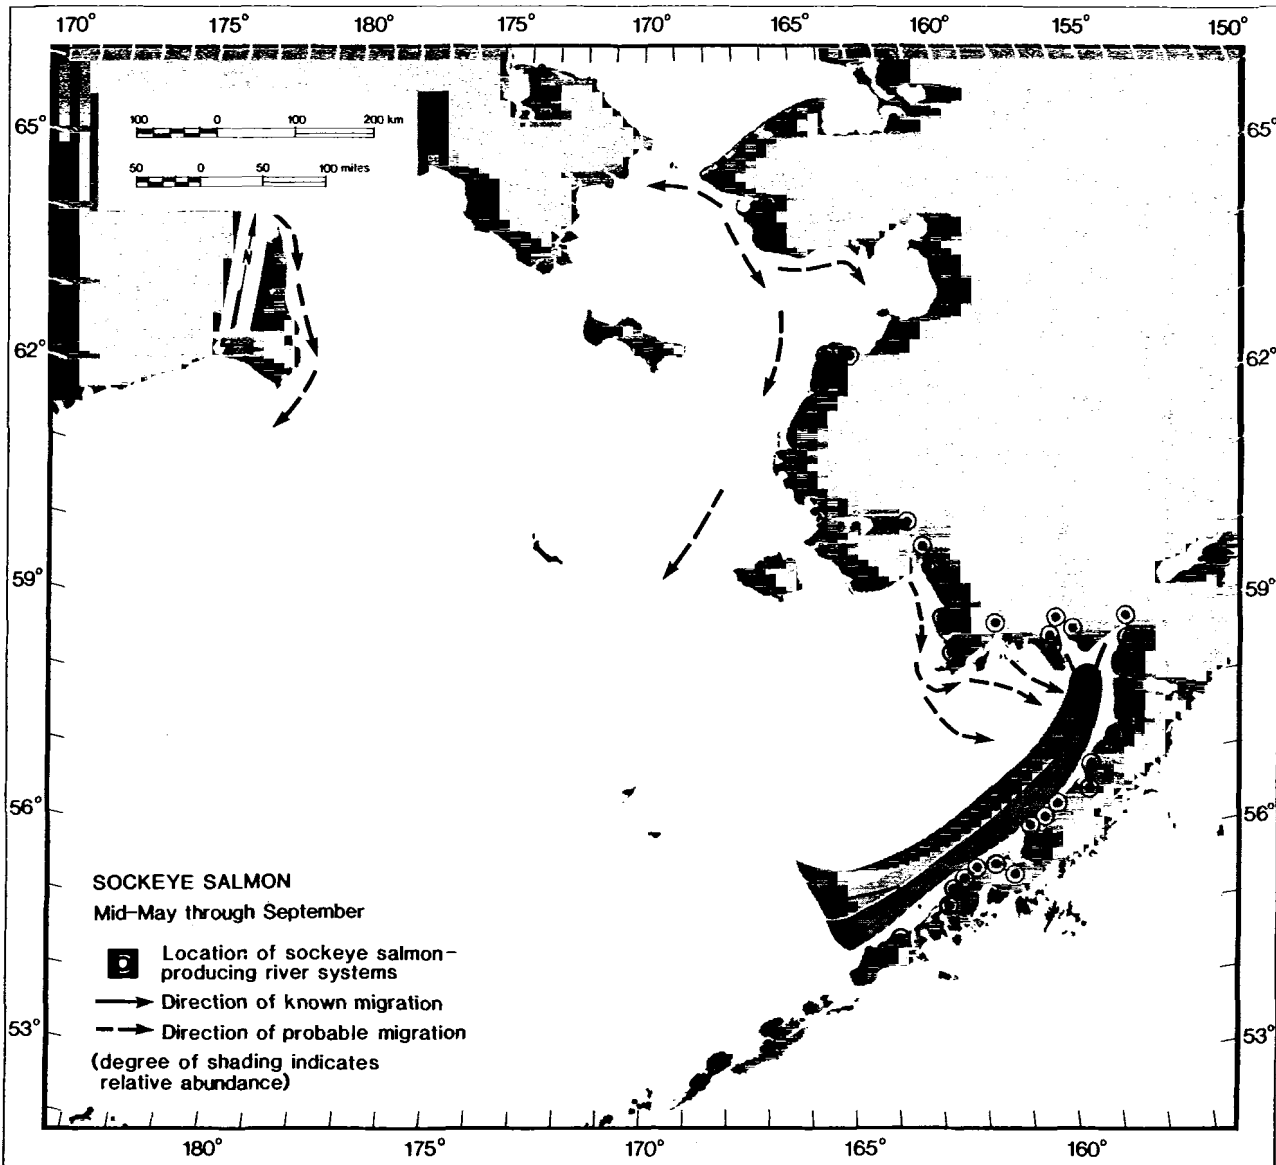 170° 175° 180° 175° 170° 165° 160° 155° 150°
65° 65°
100 0 100 200 km
50 0 50 100 miles
N
62° 62°
59° 59°
56° 56°
53° 53°
SOCKEYE SALMON
Mid-May through September
Location of sockeye salmon-
producing river systems
Direction of known migration
Direction of probable migration
(degree of shading indicates
relative abundance)
180° 175° 170° 165° 160°